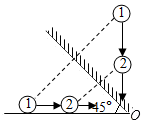 ①
②
① ② 45° O